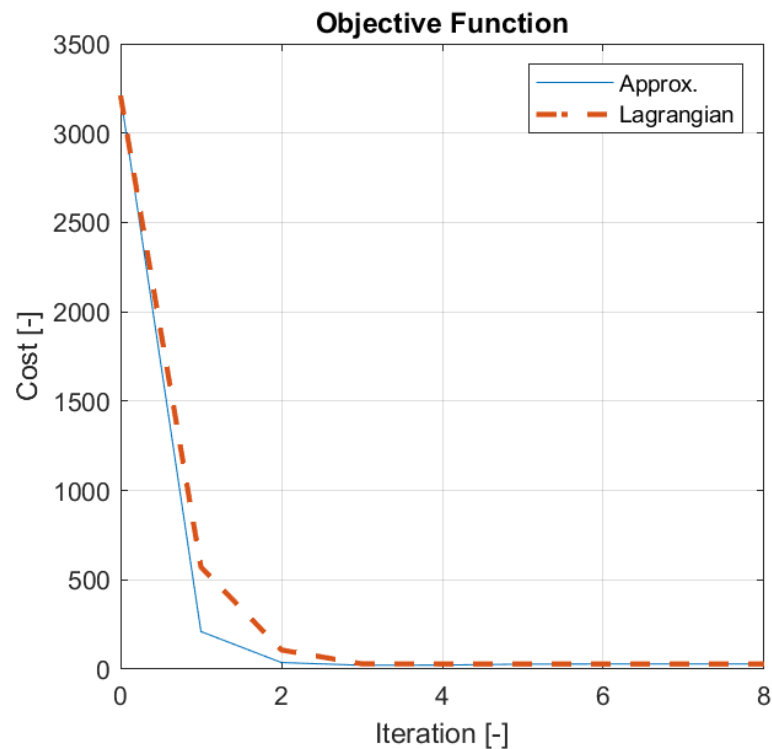 Objective Function
Approx.
Lagrangian
Cost [-]
3500
3000
2500
2000
1500
1000
500
0
0 2 4 6 8
Iteration [-]